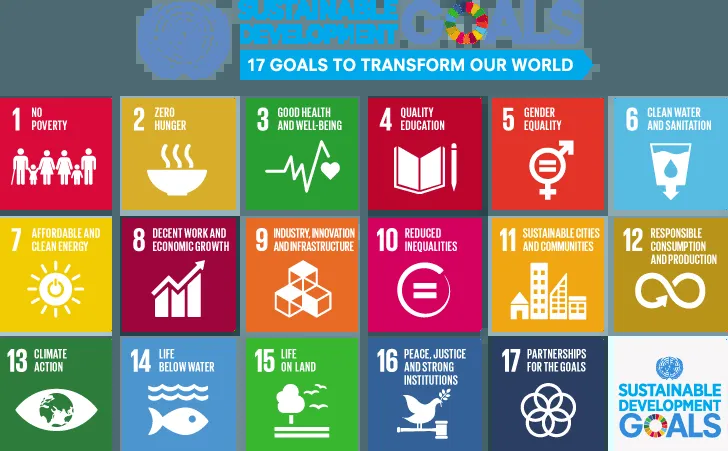 SUSTAINABLE
DEVELOPMENT
GOALS
17 GOALS TO TRANSFORM OUR WORLD
1 NO
POVERTY
2 ZERO
HUNGER
3 GOOD HEALTH
AND WELL-BEING
4 QUALITY
EDUCATION
5 GENDER
EQUALITY
6 CLEAN WATER
AND SANITATION
7 AFFORDABLE AND
CLEAN ENERGY
8 DECENT WORK AND
ECONOMIC GROWTH
9 INDUSTRY, INNOVATION
AND INFRASTRUCTURE
10 REDUCED
INEQUALITIES
11 SUSTAINABLE CITIES
AND COMMUNITIES
12 RESPONSIBLE
CONSUMPTION
AND PRODUCTION
13 CLIMATE
ACTION
14 LIFE
BELOW WATER
15 LIFE
ON LAND
16 PEACE, JUSTICE
AND STRONG
INSTITUTIONS
17 PARTNERSHIPS
FOR THE GOALS
SUSTAINABLE
DEVELOPMENT
GOALS